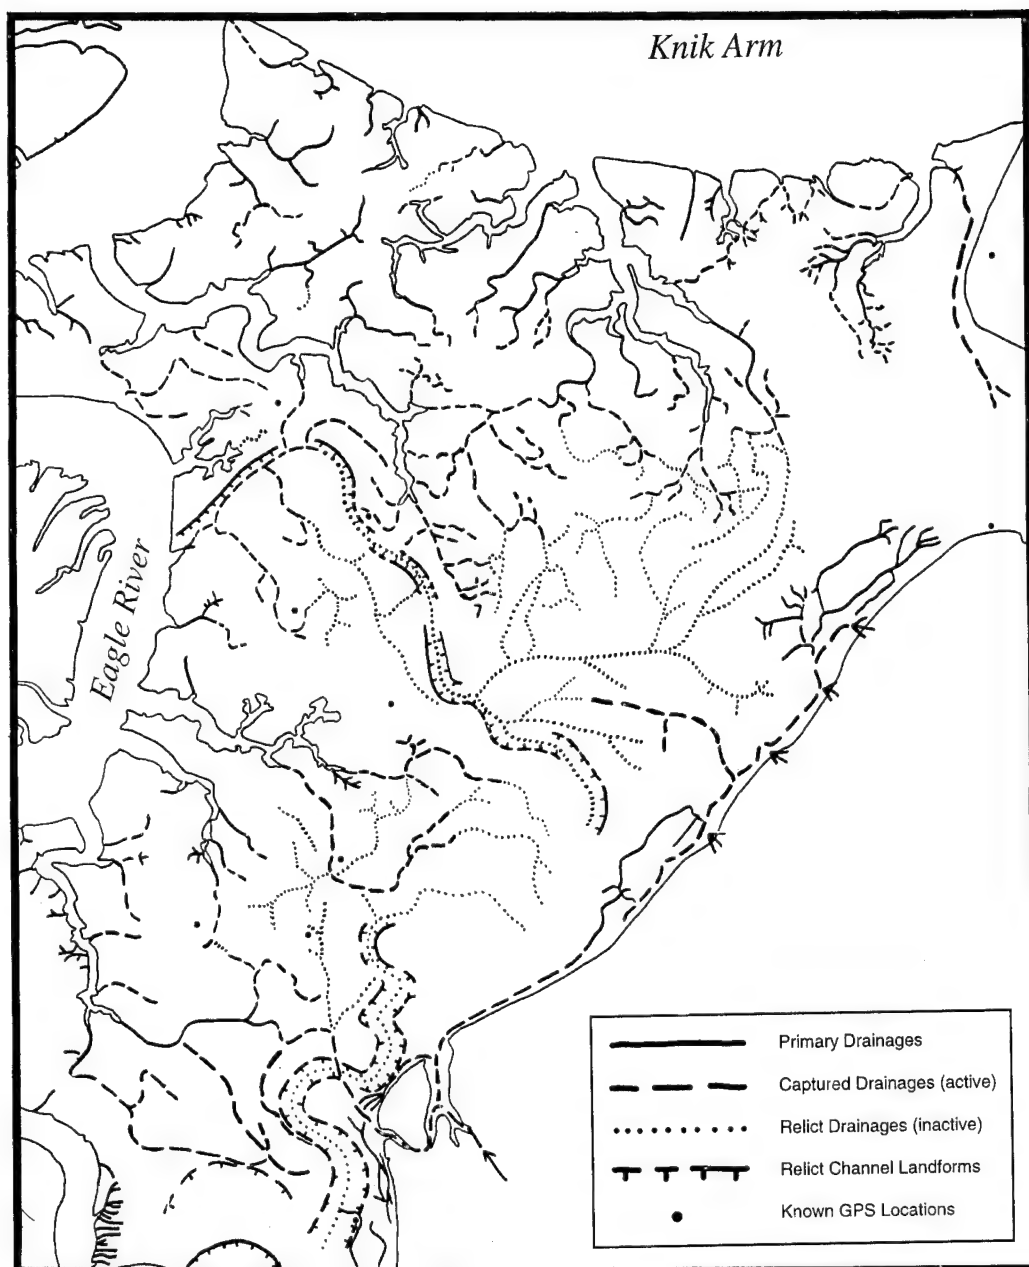 Knik Arm
Eagle River
Primary Drainages
Captured Drainages (active)
Relict Drainages (inactive)
Relict Channel Landforms
Known GPS Locations